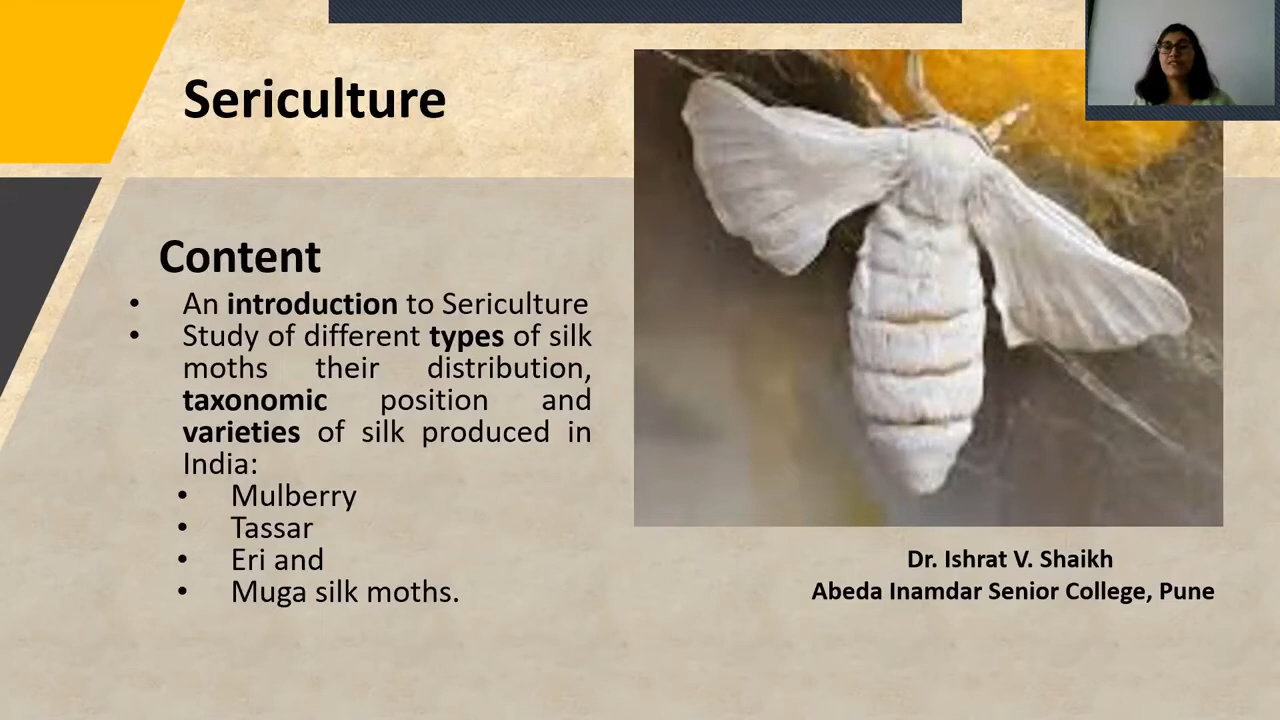 Sericulture
Content
• An introduction to Sericulture
• Study of different types of silk
moths their distribution,
taxonomic position and
varieties of silk produced in
India:
• Mulberry
• Tassar
• Eri and
• Muga silk moths.
Dr. Ishrat V. Shaikh
Abeda Inamdar Senior College, Pune